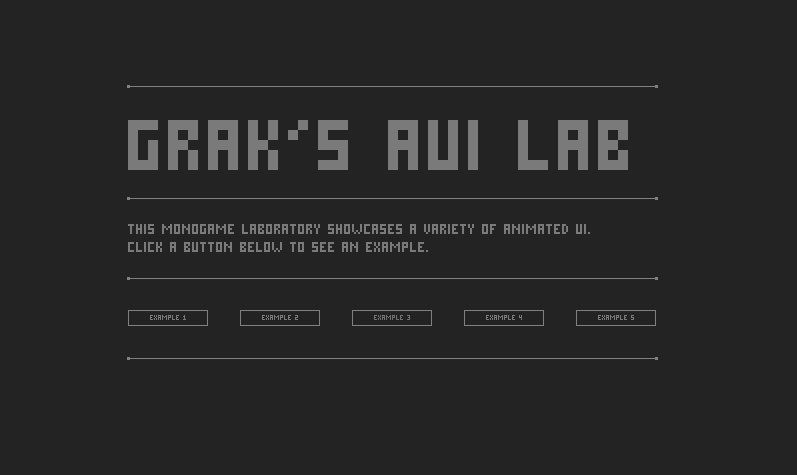 GRAK'S AUI LAB
THIS MONOGAME LABORATORY SHOWCASES A VARIETY OF ANIMATED UI.
CLICK A BUTTON BELOW TO SEE AN EXAMPLE.
EXAMPLE 1 EXAMPLE 2 EXAMPLE 3 EXAMPLE 4 EXAMPLE 5